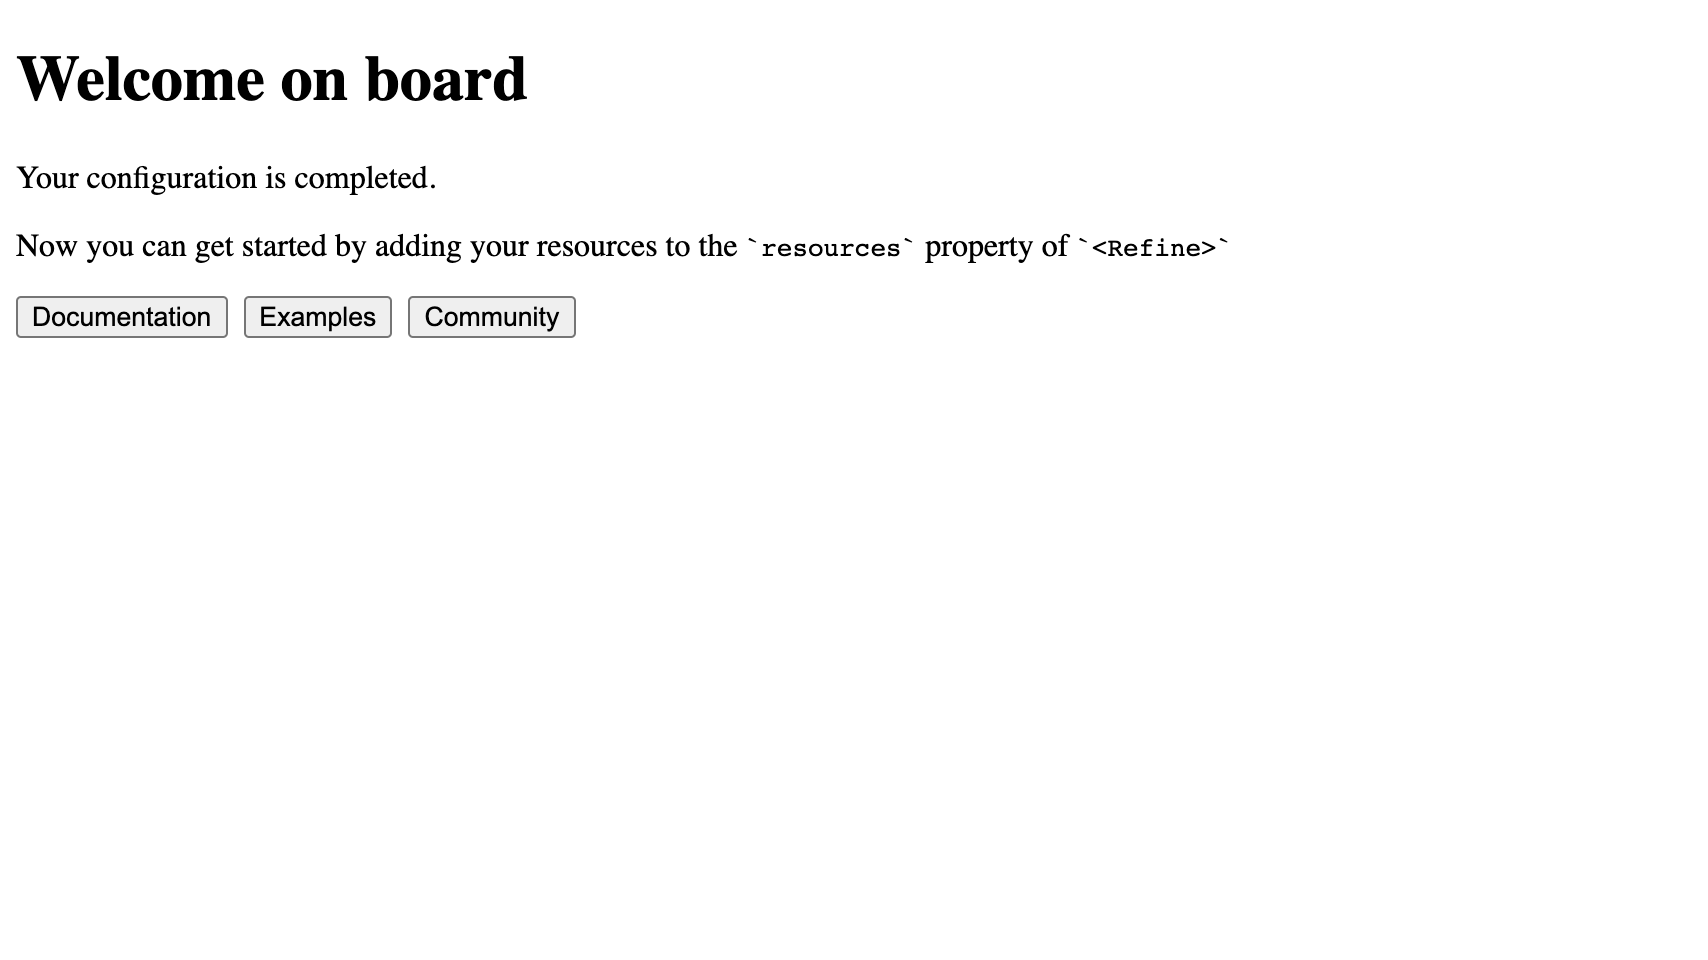 Welcome on board
Your configuration is completed.
Now you can get started by adding your resources to the `resources` property of `<Refine>`
Documentation Examples Community